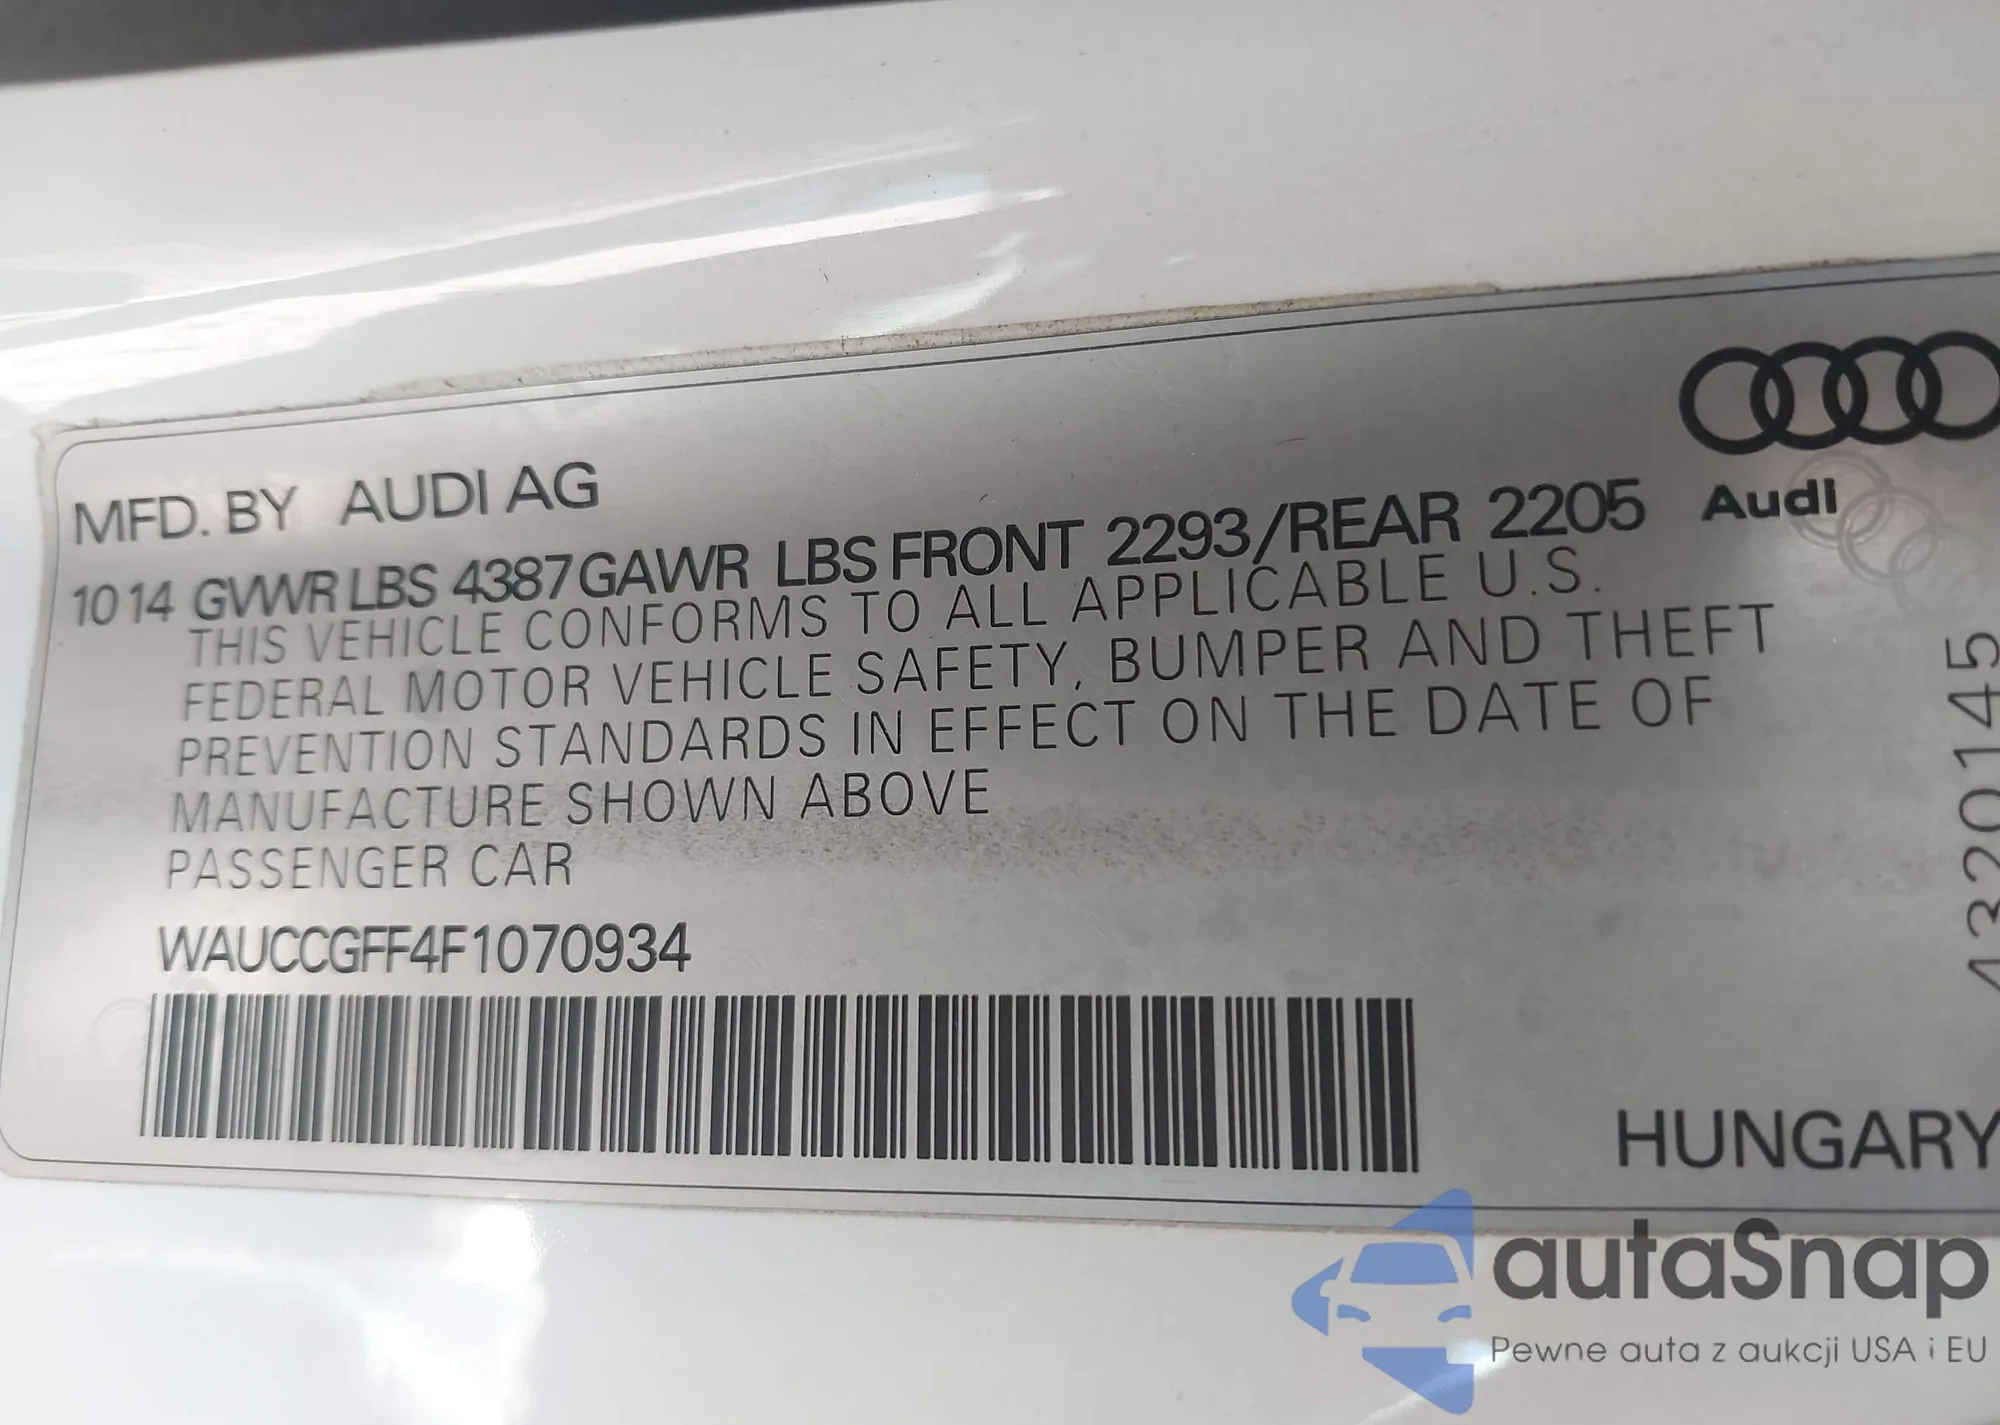 MFD. BY AUDI AG
1014 GVWR LBS 4387 GAWR LBS FRONT 2293/REAR 2205
Audi
THIS VEHICLE CONFORMS TO ALL APPLICABLE U.S.
FEDERAL MOTOR VEHICLE SAFETY, BUMPER AND THEFT
PREVENTION STANDARDS IN EFFECT ON THE DATE OF
MANUFACTURE SHOWN ABOVE
PASSENGER CAR
WAUCCGFF4F1070934
4320145
HUNGARY
autaSnap
Pewne auta z aukcji USA i EU